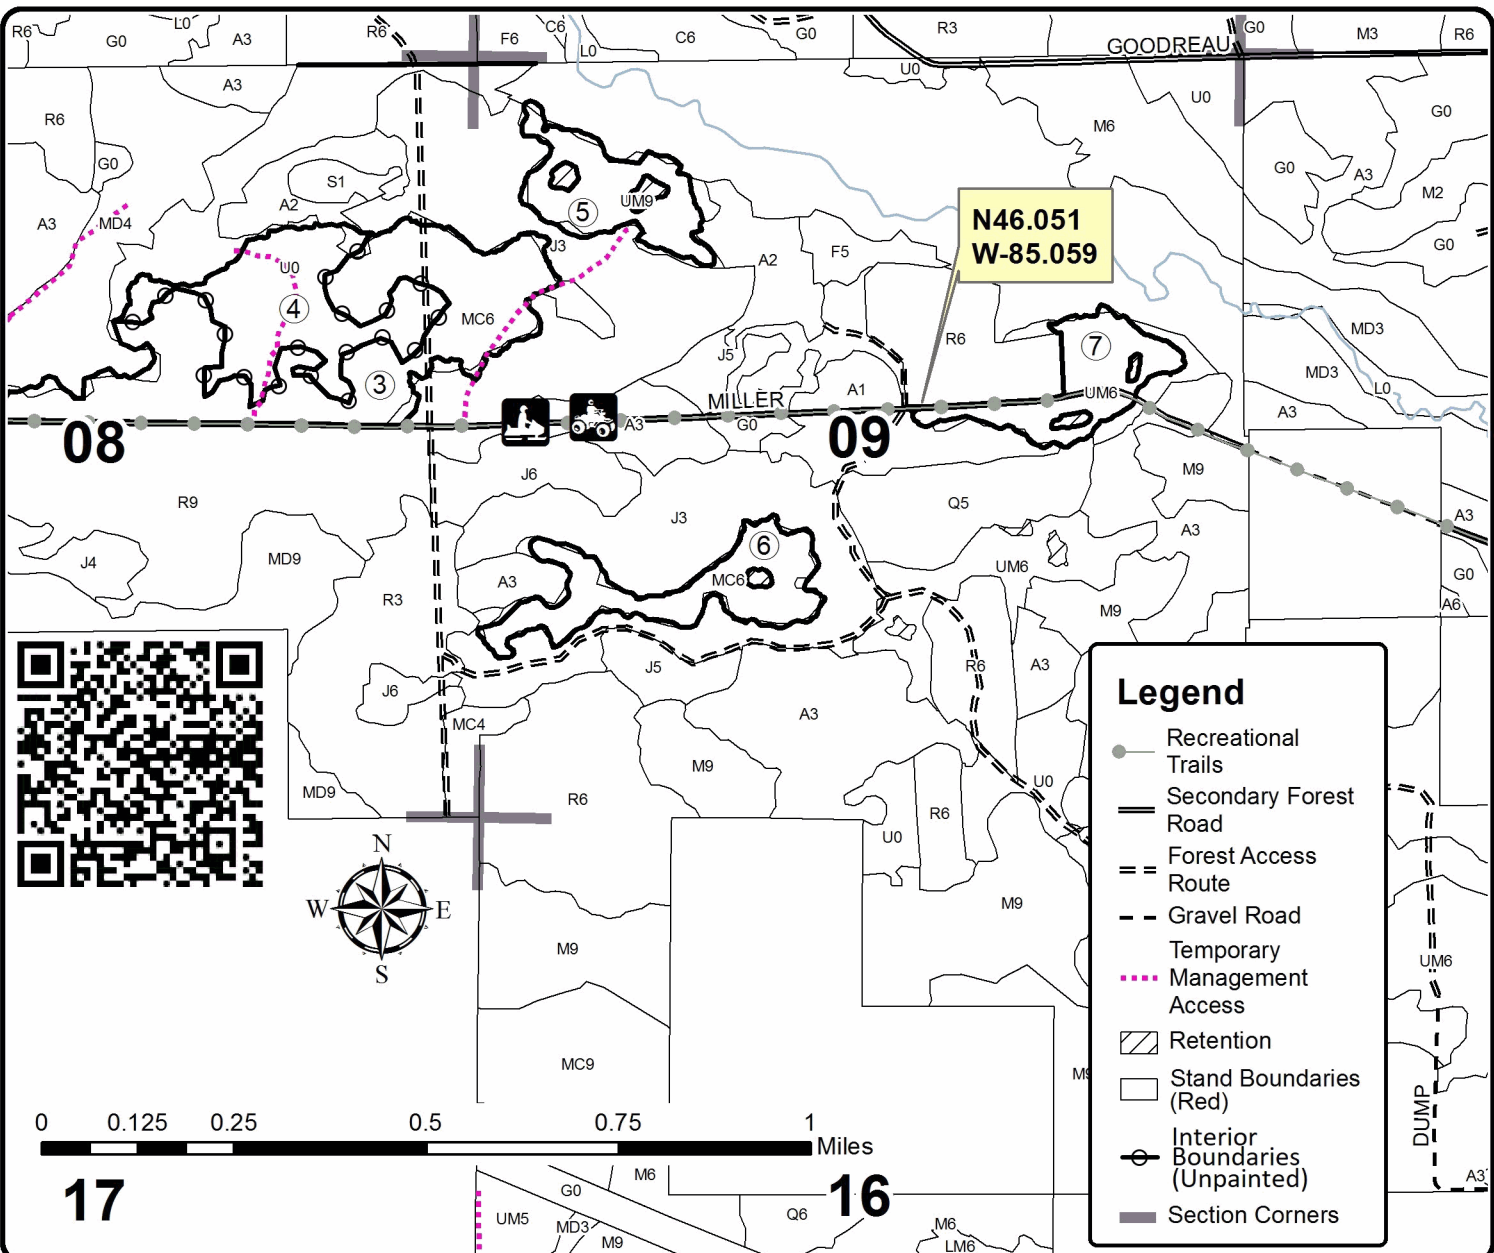 R6
L0
G0
A3
R6
F6
C6
L0
C6
G0
R3
GOODREAU
G0
M3
R6
A3
U0
U0
G0
R6
M6
G0
S1
G0
A3
M2
A2
UM9
5
A3
MD4
J3
A2
F5
N46.051
W-85.059
G0
U0
4
MC6
R6
7
MD3
J5
MD3
3
A1
UM6
L0
MILLER
A3
G0
A3
08
09
J6
M9
R9
Q5
J3
A3
A3
6
J4
MD9
A3
MC6
UM6
G0
R3
M9
A6
J6
J5
R6
A3
MC4
A3
M9
U0
MD9
R6
R6
U0
N
W
E
S
M9
M9
UM6
MC9
M9
DUMP
A3
Legend
Recreational
Trails
Secondary Forest
Road
Forest Access
Route
Gravel Road
Temporary
Management
Access
Retention
Stand Boundaries
(Red)
Interior
Boundaries
(Unpainted)
Section Corners
0 0.125 0.25 0.5 0.75 1
Miles
17
16
M6
G0
UM5
MD3
M9
Q6
M6
LM6